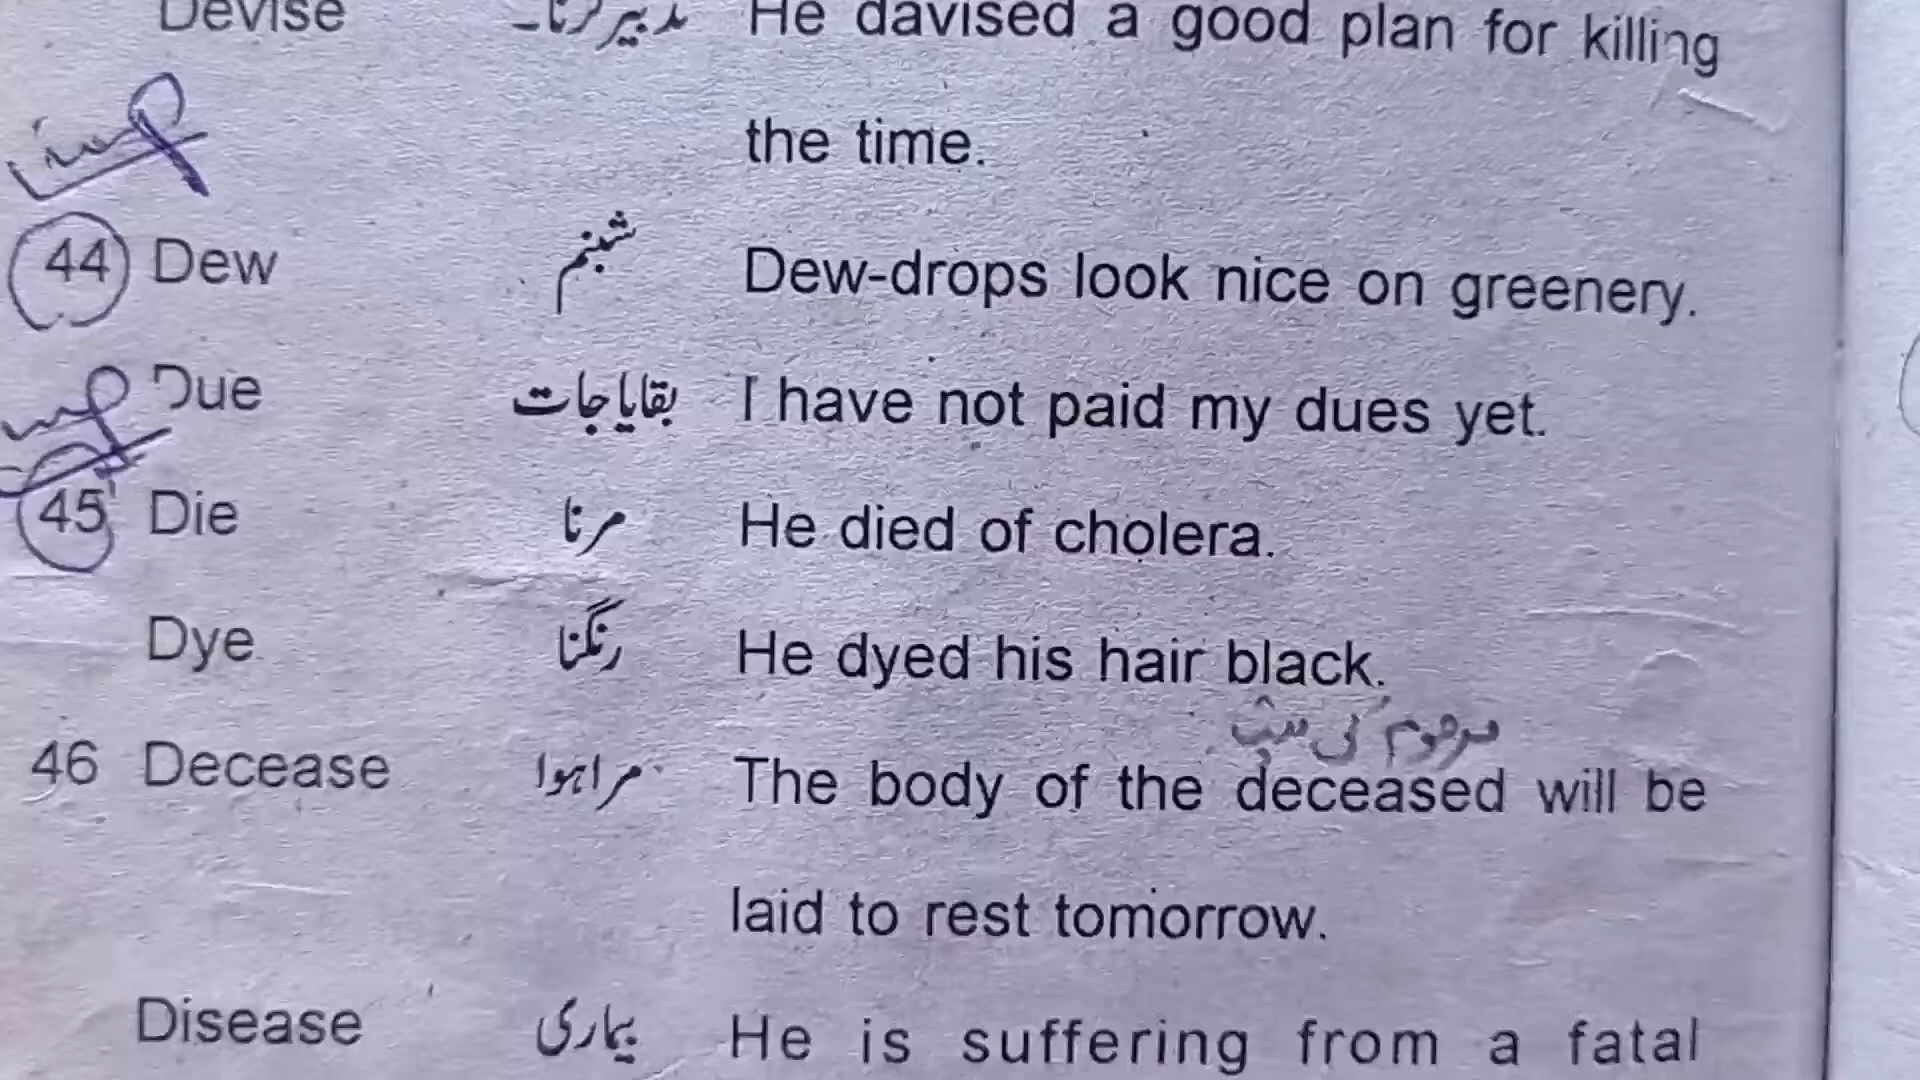 Devise تدبیر کرنا۔ He davised a good plan for killing
the time.
44 Dew شبنم Dew-drops look nice on greenery.
Due بقایاجات I have not paid my dues yet.
45 Die مرنا He died of cholera.
Dye رنگنا He dyed his hair black.
مرحوم کی میت
46 Decease مراہوا The body of the deceased will be
laid to rest tomorrow.
Disease بیماری He is suffering from a fatal